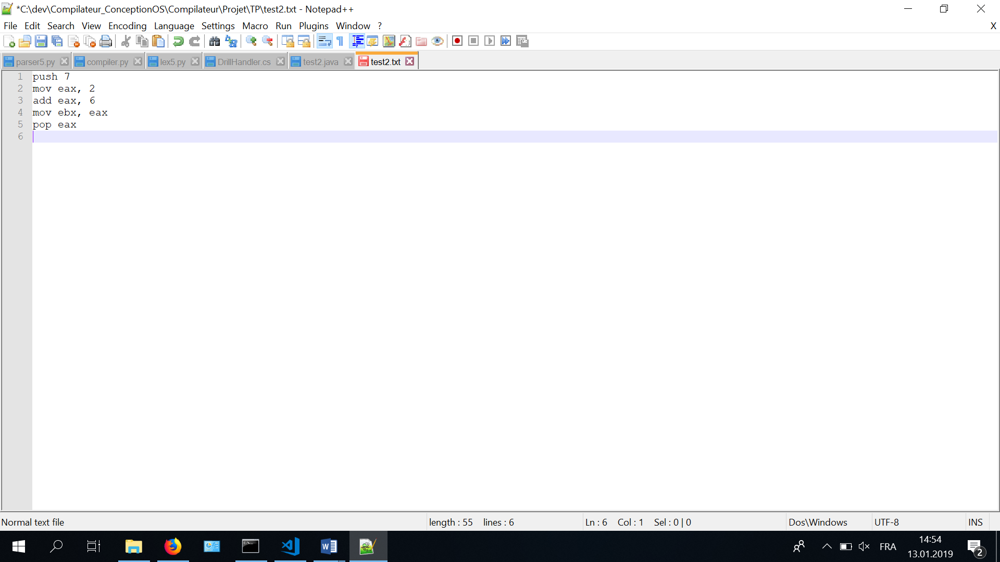 *C:\dev\Compilateur_ConceptionOS\Compilateur\Projet\TP\test2.txt - Notepad++
File Edit Search View Encoding Language Settings Macro Run Plugins Window ? X
parser5.py compiler.py lex5.py DrillHandler.cs test2.java test2.txt
1 push 7
2 mov eax, 2
3 add eax, 6
4 mov ebx, eax
5 pop eax
6
Normal text file length : 55 lines : 6 Ln : 6 Col : 1 Sel : 0 | 0 Dos\Windows UTF-8 INS
FRA 14:54 2
13.01.2019